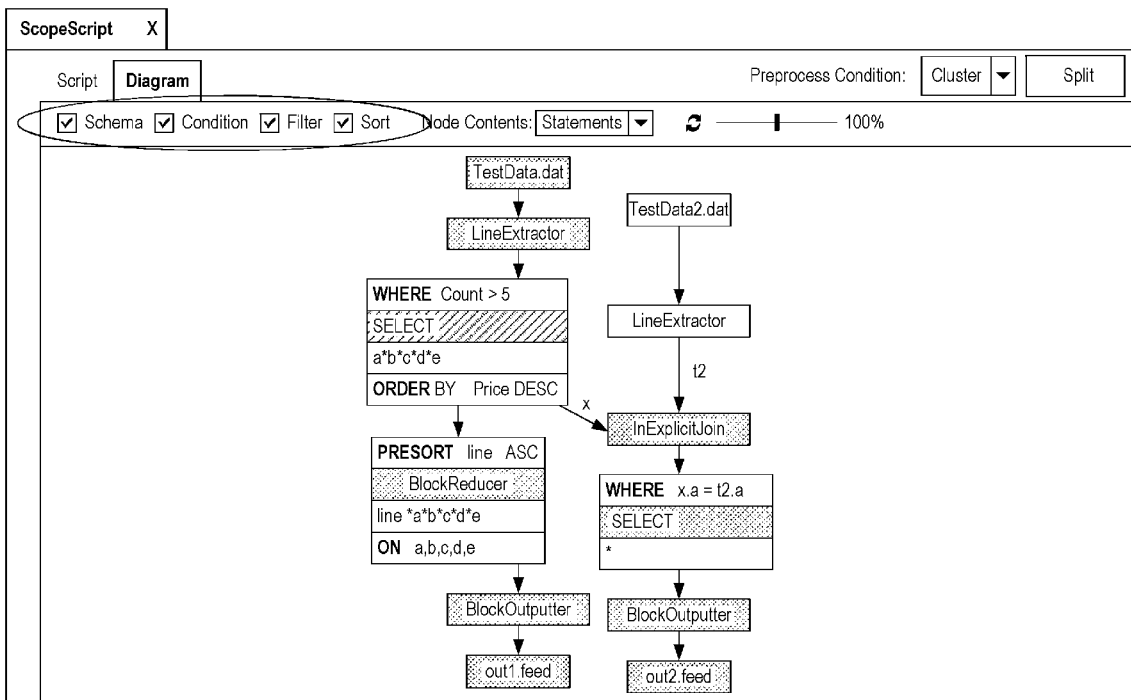 ScopeScript X
Script Diagram Preprocess Condition: Cluster Split
Schema Condition Filter Sort Node Contents: Statements 100%
TestData.dat
TestData2.dat
LineExtractor
WHERE Count > 5
SELECT
a*b*c*d*e
ORDER BY Price DESC
LineExtractor
t2
x
InExplicitJoin
PRESORT line ASC
BlockReducer
line *a*b*c*d*e
ON a,b,c,d,e
WHERE x.a = t2.a
SELECT
*
BlockOutputter
BlockOutputter
out1.feed
out2.feed